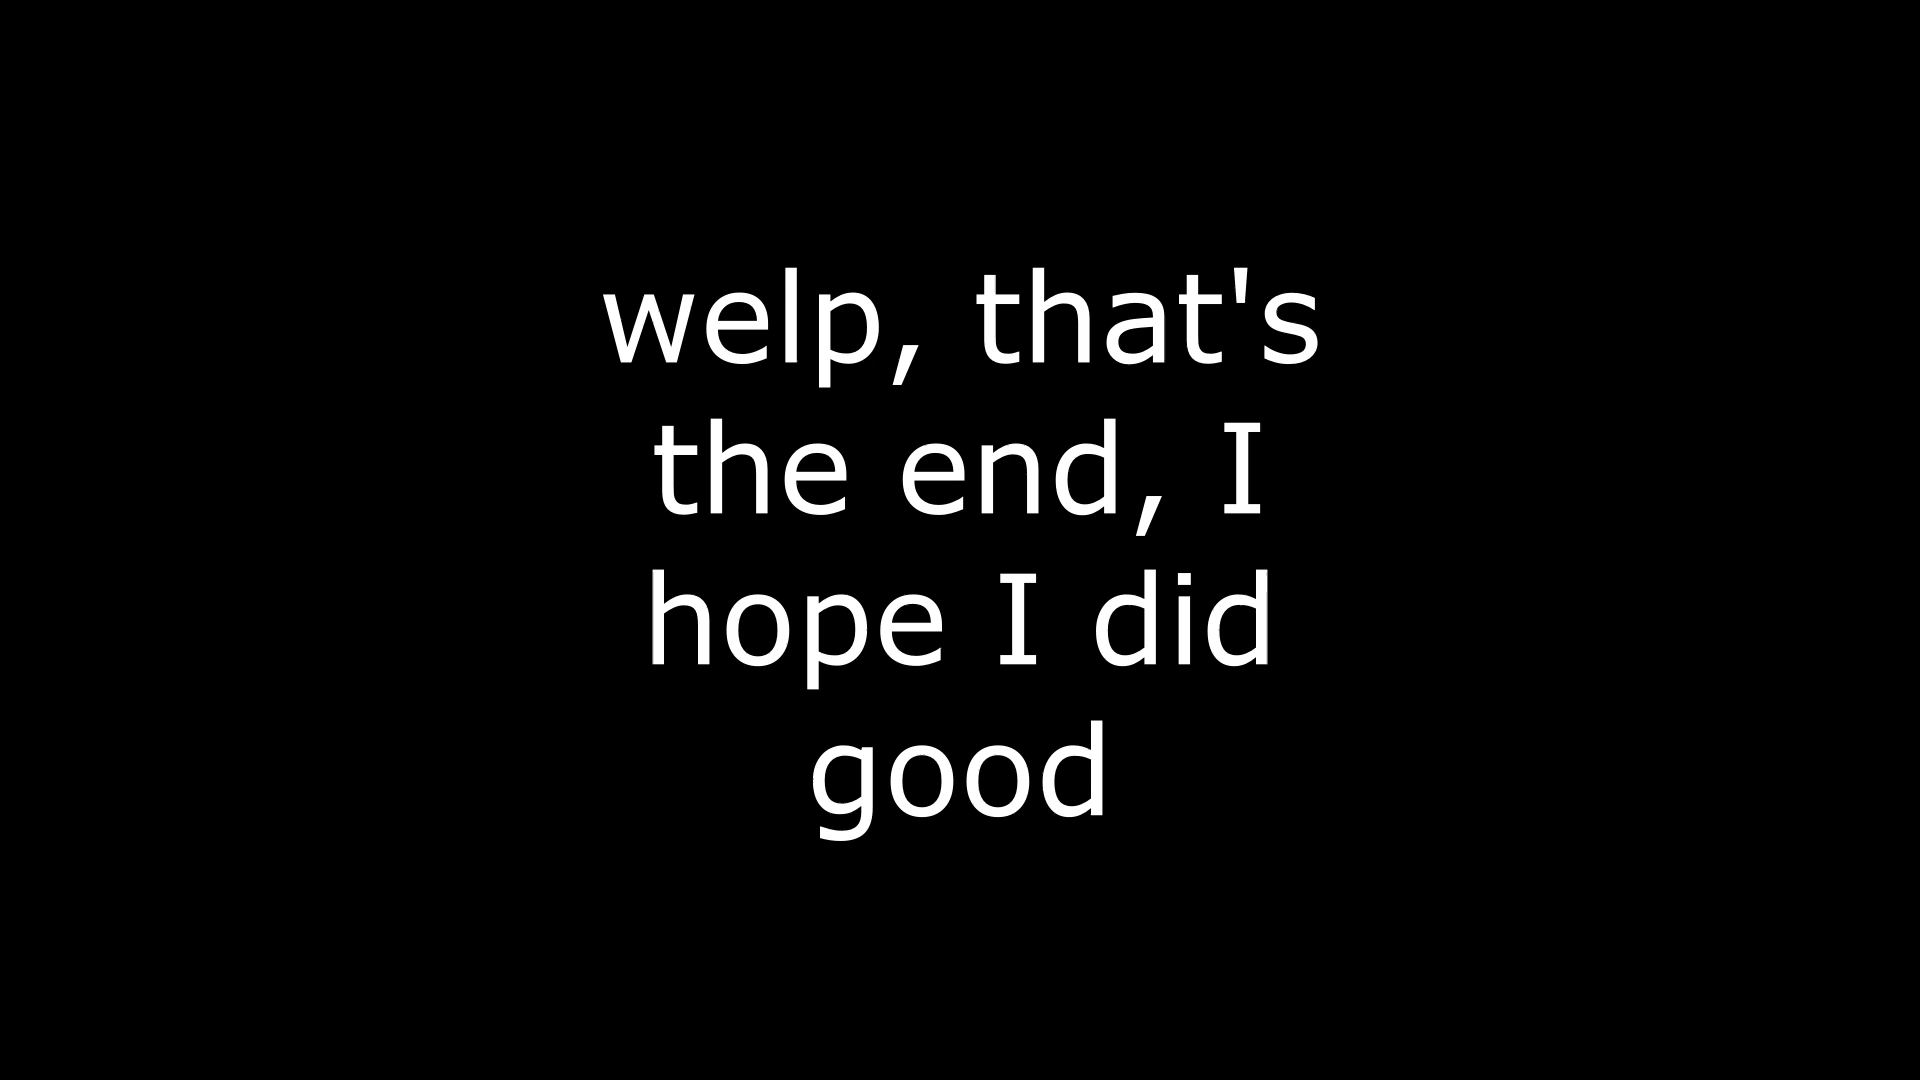 welp, that's
the end, I
hope I did
good